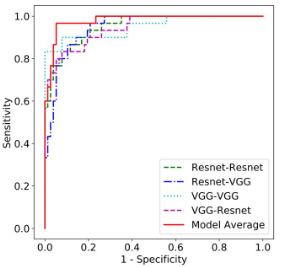 1.0
0.8
0.6
0.4
0.2
0.0
Sensitivity
Resnet-Resnet
Resnet-VGG
VGG-VGG
VGG-Resnet
Model Average
0.0 0.2 0.4 0.6 0.8 1.0
1 - Specificity